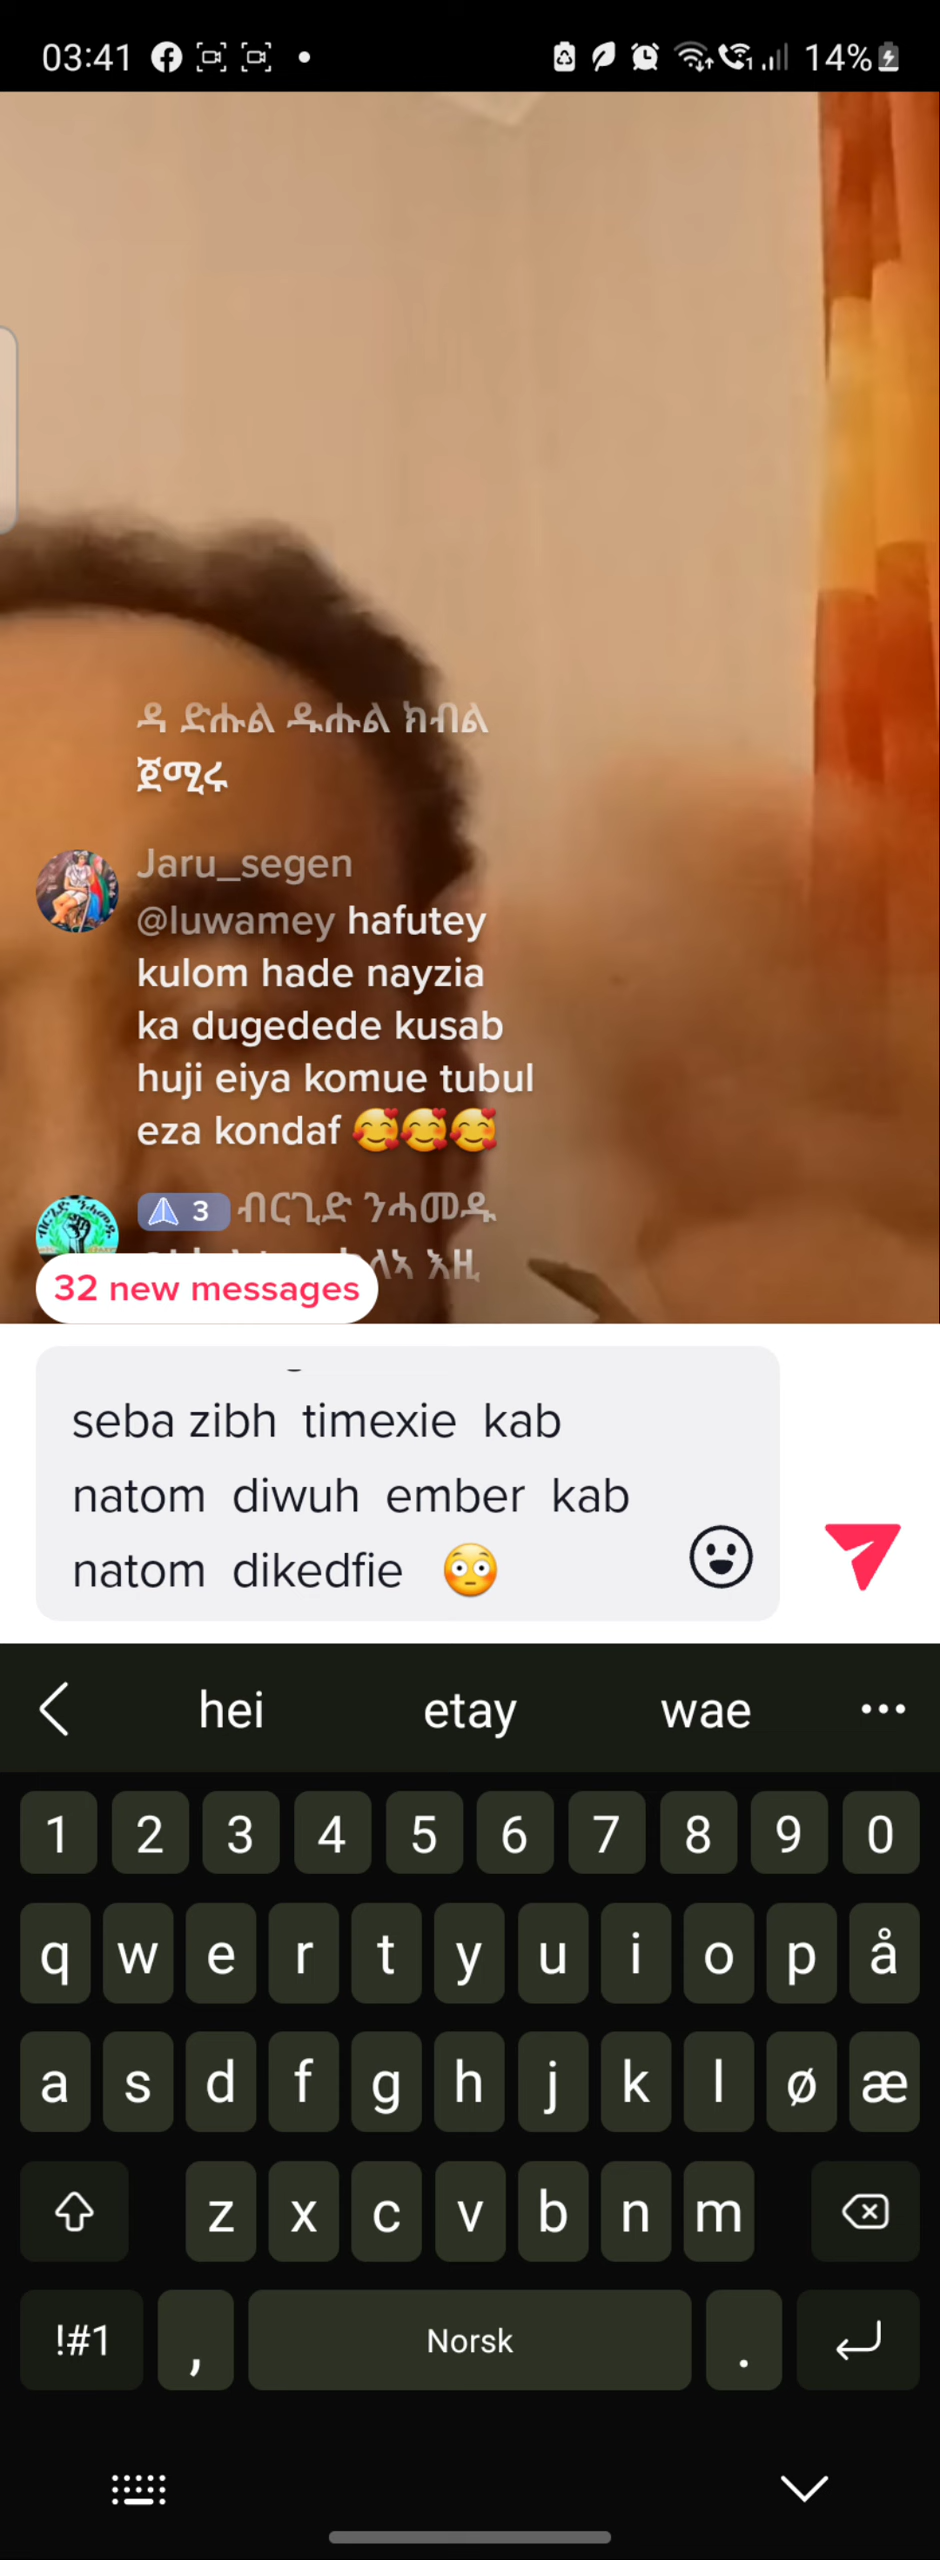 03:41 14%
ዳ ድሑል ዱሑል ክብል
ጀሚሩ
Jaru_segen
@luwamey hafutey
kulom hade nayzia
ka dugedede kusab
huji eiya komue tubul
eza kondaf 🥰🥰🥰
3 ብርጊድ ንሓመዱ
ለኻ እዚ
32 new messages
seba zibh timexie kab
natom diwuh ember kab
natom dikedfie 😳
hei etay wae
1 2 3 4 5 6 7 8 9 0
q w e r t y u i o p å
a s d f g h j k l ø æ
z x c v b n m
!#1 , Norsk .